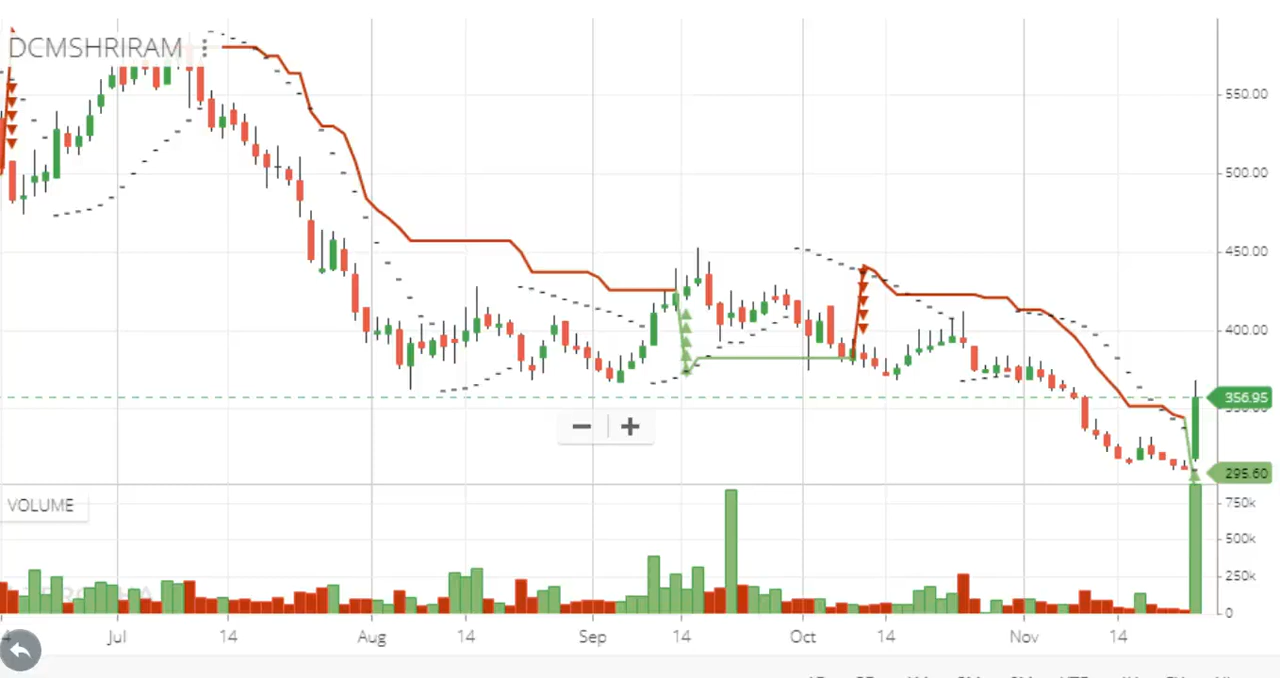 DCMSHRIRAM
550.00
500.00
450.00
400.00
356.95
295.60
VOLUME
750k
500k
250k
0
Jul 14 Aug 14 Sep 14 Oct 14 Nov 14